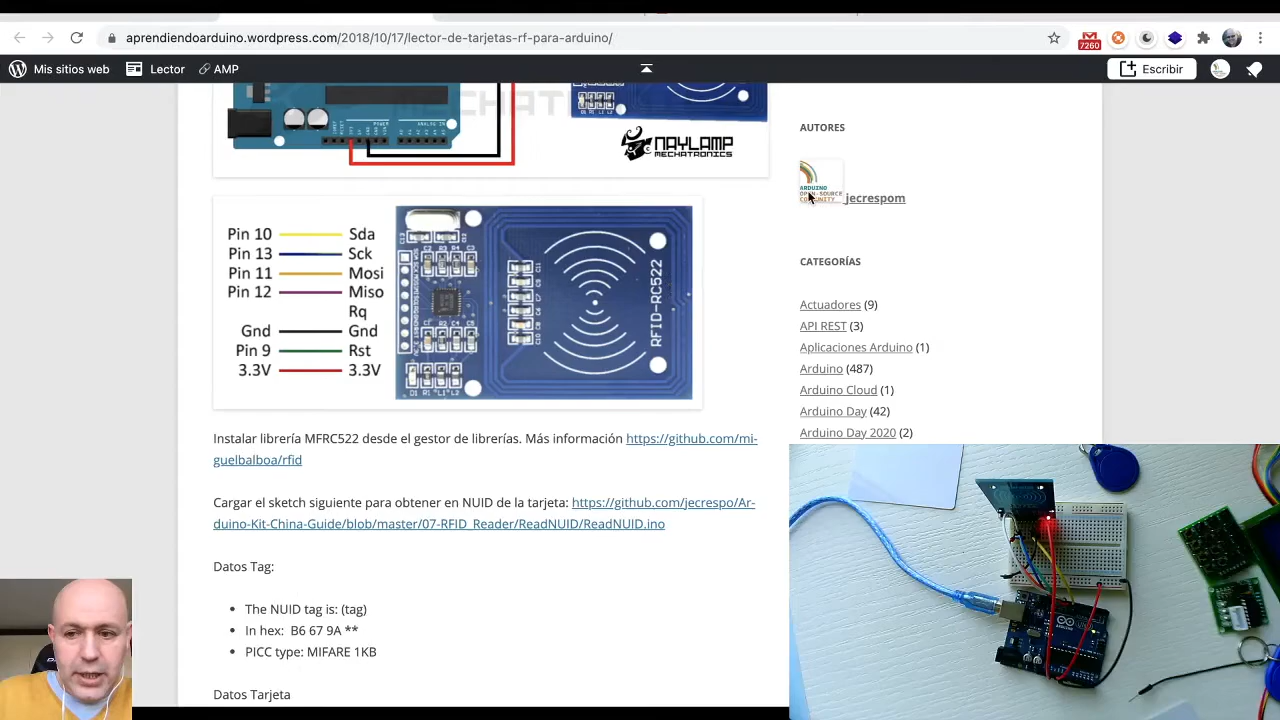 aprendiendoarduino.wordpress.com/2018/10/17/lector-de-tarjetas-rf-para-arduino/
7260
Mis sitios web
Lector
AMP
Escribir
MECHATRONICS
NAYLAMP
MECHATRONICS
Pin 10 Sda
Pin 13 Sck
Pin 11 Mosi
Pin 12 Miso
Rq
Gnd Gnd
Pin 9 Rst
3.3V 3.3V
RFID-RC522
Instalar librería MFRC522 desde el gestor de librerías. Más información https://github.com/mi-
guelbalboa/rfid
Cargar el sketch siguiente para obtener en NUID de la tarjeta: https://github.com/jecrespo/Ar-
duino-Kit-China-Guide/blob/master/07-RFID_Reader/ReadNUID/ReadNUID.ino
Datos Tag:
The NUID tag is: (tag)
In hex:  B6 67 9A **
PICC type: MIFARE 1KB
Datos Tarjeta
AUTORES
ARDUINO
OPEN-SOURCE
COMMUNITY
jecrespom
CATEGORÍAS
Actuadores (9)
API REST (3)
Aplicaciones Arduino (1)
Arduino (487)
Arduino Cloud (1)
Arduino Day (42)
Arduino Day 2020 (2)